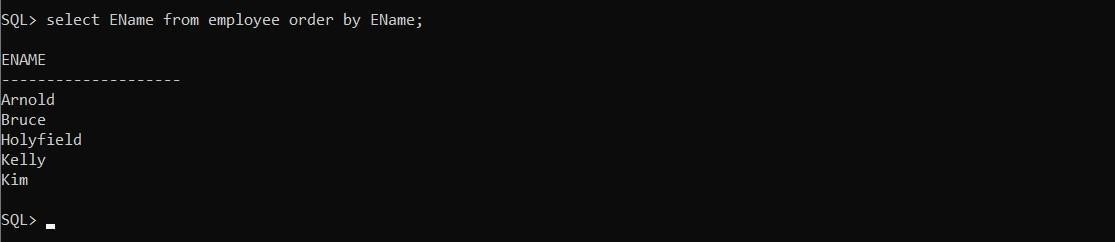 SQL> select EName from employee order by EName;
ENAME
--------------------
Arnold
Bruce
Holyfield
Kelly
Kim
SQL>